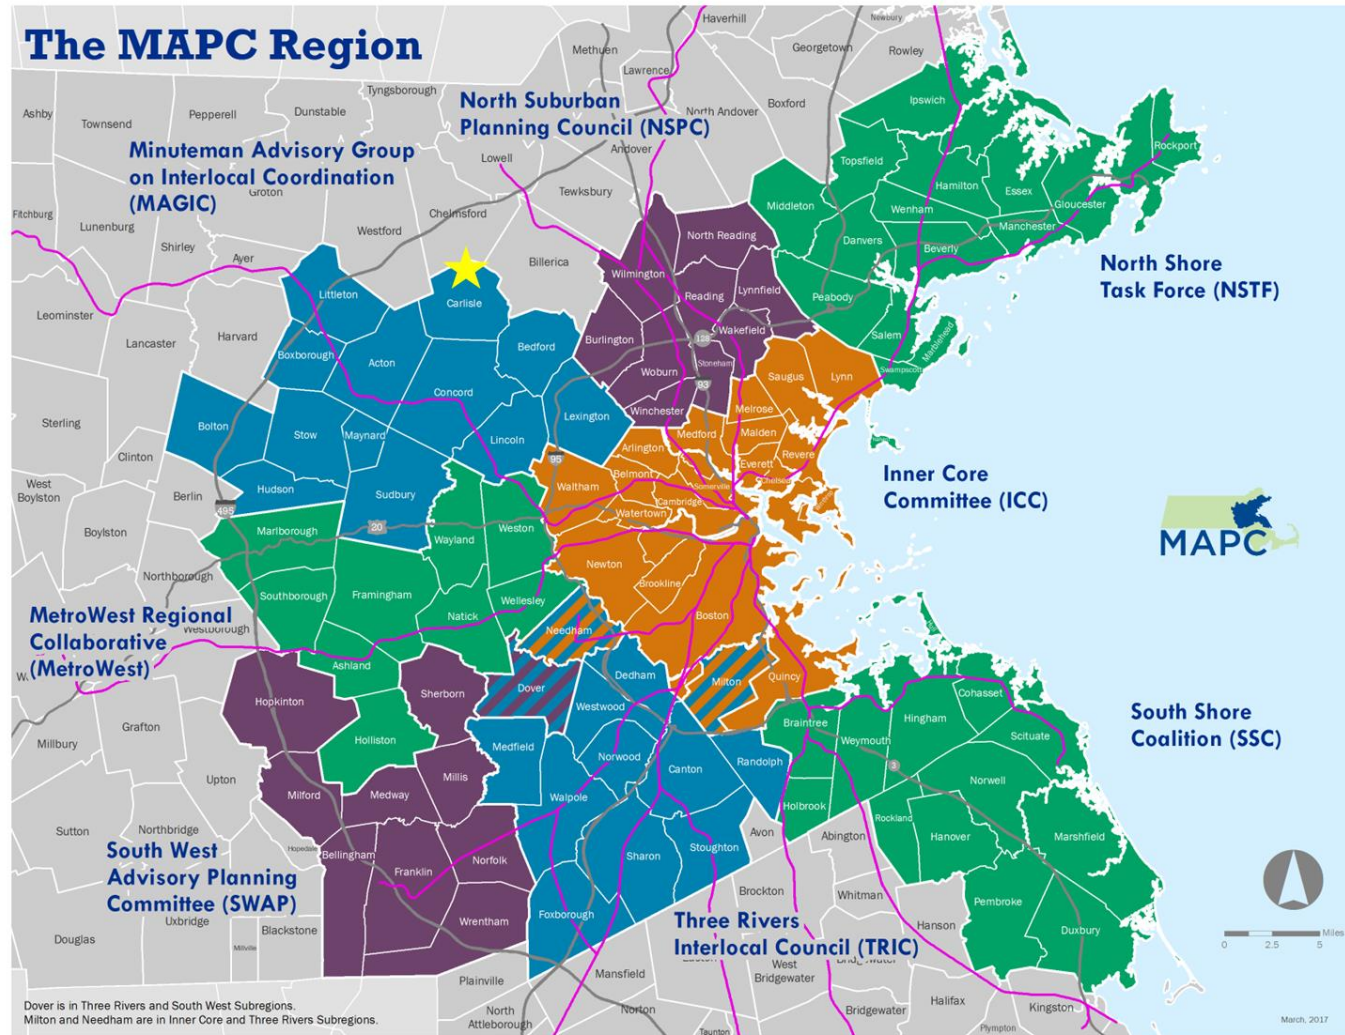 The MAPC Region
Haverhill
Newbury
Methuen
Georgetown
Rowley
Lawrence
Tyngsborough
Ashby
Townsend
Pepperell
Dunstable
North Suburban
Planning Council (NSPC)
North Andover
Boxford
Ipswich
Andover
Minuteman Advisory Group
on Interlocal Coordination
(MAGIC)
Groton
Lowell
Tewksbury
Topsfield
Rockport
Hamilton
Essex
Gloucester
Middleton
Wenham
Manchester
Fitchburg
Lunenburg
Shirley
Ayer
Chelmsford
Westford
Billerica
North Reading
Danvers
Beverly
North Shore
Task Force (NSTF)
Wilmington
Littleton
Carlisle
Reading
Lynnfield
Peabody
Leominster
Harvard
Lancaster
Boxborough
Acton
Bedford
Burlington
Wakefield
128
Stoneham
Salem
Marblehead
Swampscott
Woburn
93
Saugus
Lynn
Concord
Winchester
Melrose
Lexington
Sterling
Bolton
Stow
Maynard
Lincoln
Medford
Malden
Arlington
Revere
Clinton
95
Belmont
Everett
Chelsea
Somerville
Inner Core
Committee (ICC)
West
Boylston
Berlin
Hudson
Sudbury
Waltham
Cambridge
Watertown
495
20
Boylston
Marlborough
Wayland
Weston
MAPC
Northborough
Southborough
Framingham
Natick
Wellesley
Newton
Brookline
Boston
MetroWest Regional
Collaborative
(MetroWest)
Westborough
Needham
Ashland
Hopkinton
Sherborn
Dover
Dedham
Milton
Quincy
Westwood
Grafton
Millbury
Holliston
Medfield
Norwood
Canton
Randolph
Braintree
Weymouth
Hingham
Cohasset
Scituate
South Shore
Coalition (SSC)
3
Norwell
Upton
Milford
Medway
Millis
Walpole
Holbrook
Rockland
Hanover
Marshfield
Sutton
Northbridge
Hopedale
South West
Advisory Planning
Committee (SWAP)
Bellingham
Franklin
Norfolk
Sharon
Stoughton
Avon
Abington
Brockton
Whitman
Hanson
Pembroke
Duxbury
Uxbridge
Blackstone
Millville
Douglas
Wrentham
Foxborough
Three Rivers
Interlocal Council (TRIC)
Easton
West
Bridgewater
Plainville
Mansfield
North
Attleborough
Norton
Taunton
Bridgewater
Halifax
Kingston
Plympton
0 2.5 5 Miles
Dover is in Three Rivers and South West Subregions.
Milton and Needham are in Inner Core and Three Rivers Subregions.
March, 2017